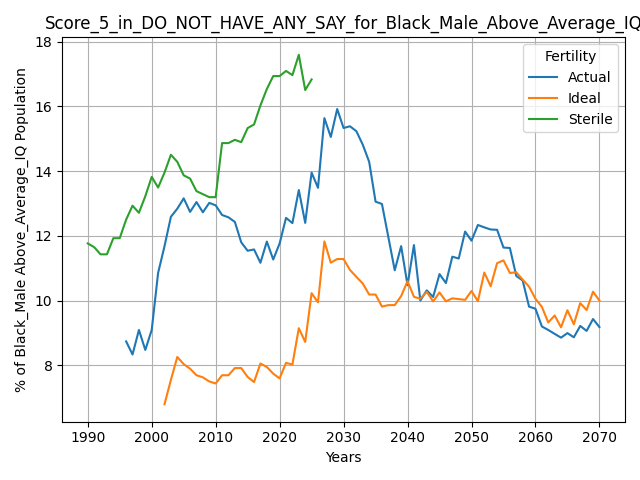 Score_5_in_DO_NOT_HAVE_ANY_SAY_for_Black_Male_Above_Average_IQ
% of Black_Male Above_Average_IQ Population
18
16
14
12
10
8
Fertility
Actual
Ideal
Sterile
1990
2000
2010
2020
2030
2040
2050
2060
2070
Years